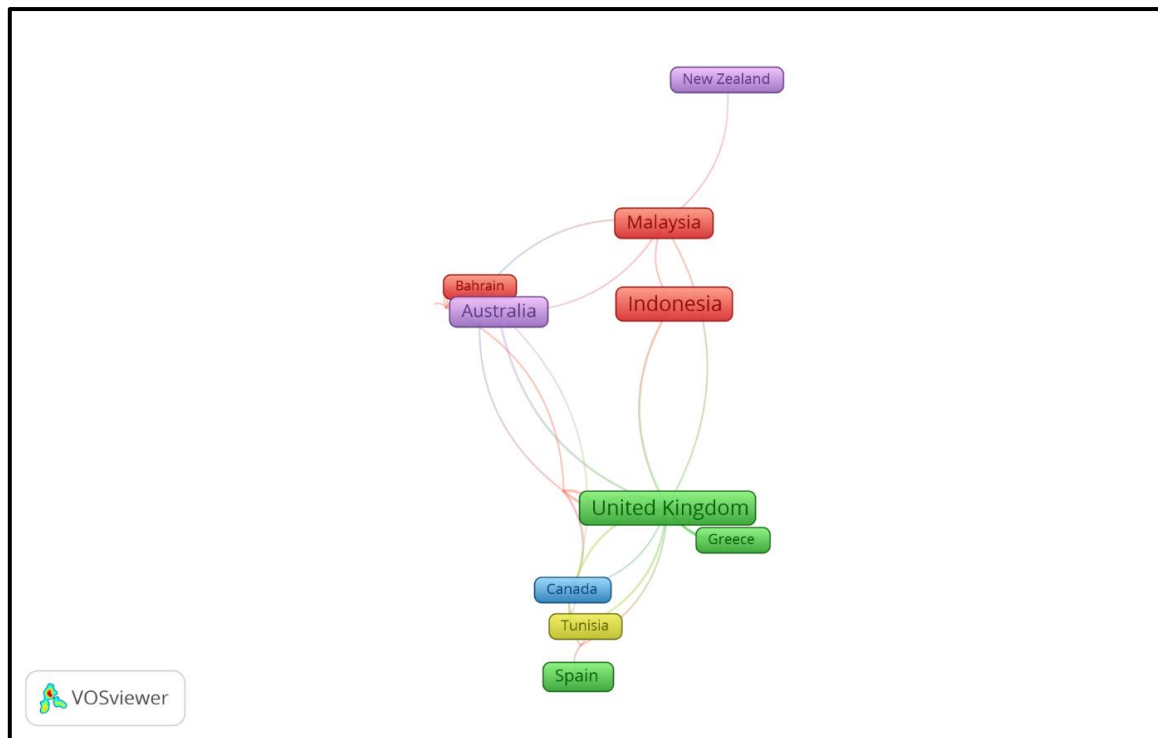 New Zealand
Malaysia
Bahrain
Indonesia
Australia
United Kingdom
Greece
Canada
Tunisia
Spain
VOSviewer